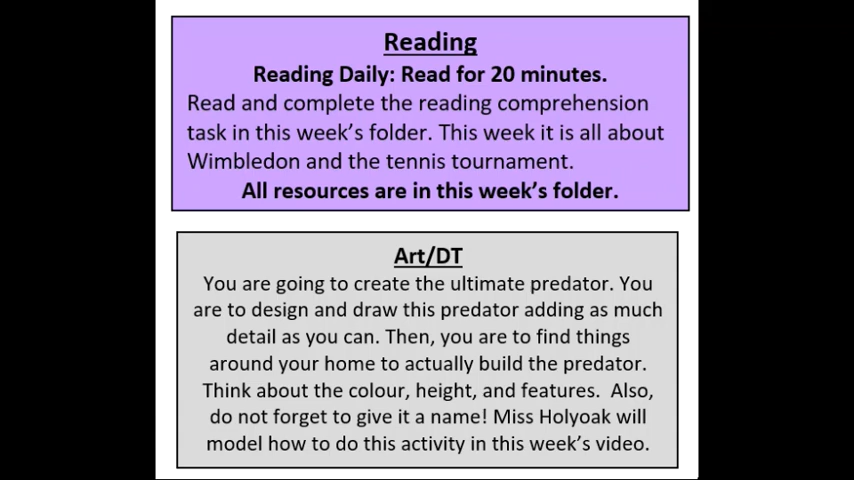 Reading
Reading Daily: Read for 20 minutes.
Read and complete the reading comprehension
task in this week’s folder. This week it is all about
Wimbledon and the tennis tournament.
All resources are in this week’s folder.
Art/DT
You are going to create the ultimate predator. You
are to design and draw this predator adding as much
detail as you can. Then, you are to find things
around your home to actually build the predator.
Think about the colour, height, and features.  Also,
do not forget to give it a name! Miss Holyoak will
model how to do this activity in this week’s video.